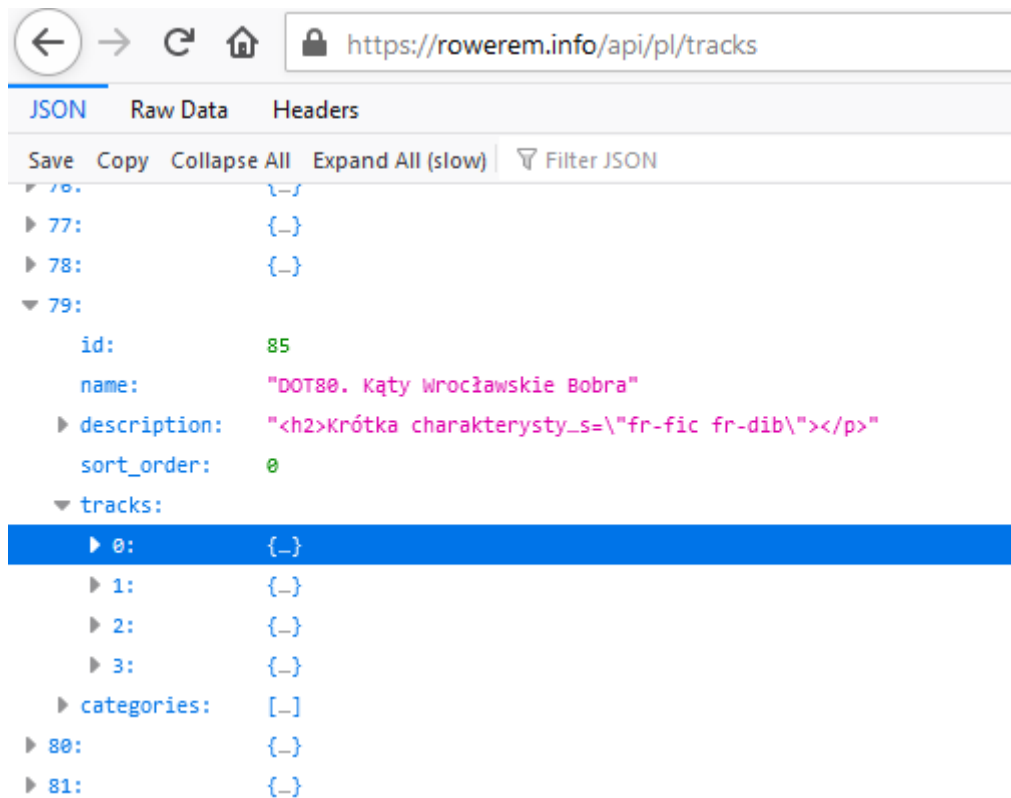 https://rowerem.info/api/pl/tracks
JSON Raw Data Headers
Save Copy Collapse All Expand All (slow) Filter JSON
76: {…}
77: {…}
78: {…}
79:
id: 85
name: "DOT80. Kąty Wrocławskie Bobra"
description: "<h2>Krótka charakterysty…s=\"fr-fic fr-dib\"></p>"
sort_order: 0
tracks:
0: {…}
1: {…}
2: {…}
3: {…}
categories: […]
80: {…}
81: {…}